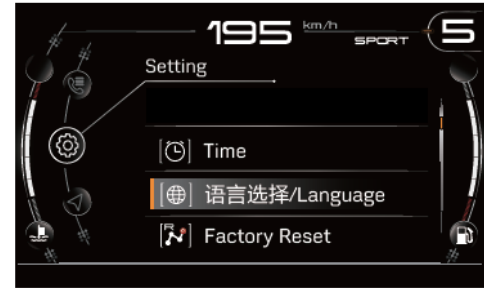 195 km/h SPORT 5
Setting
Time
语言选择/Language
R Factory Reset